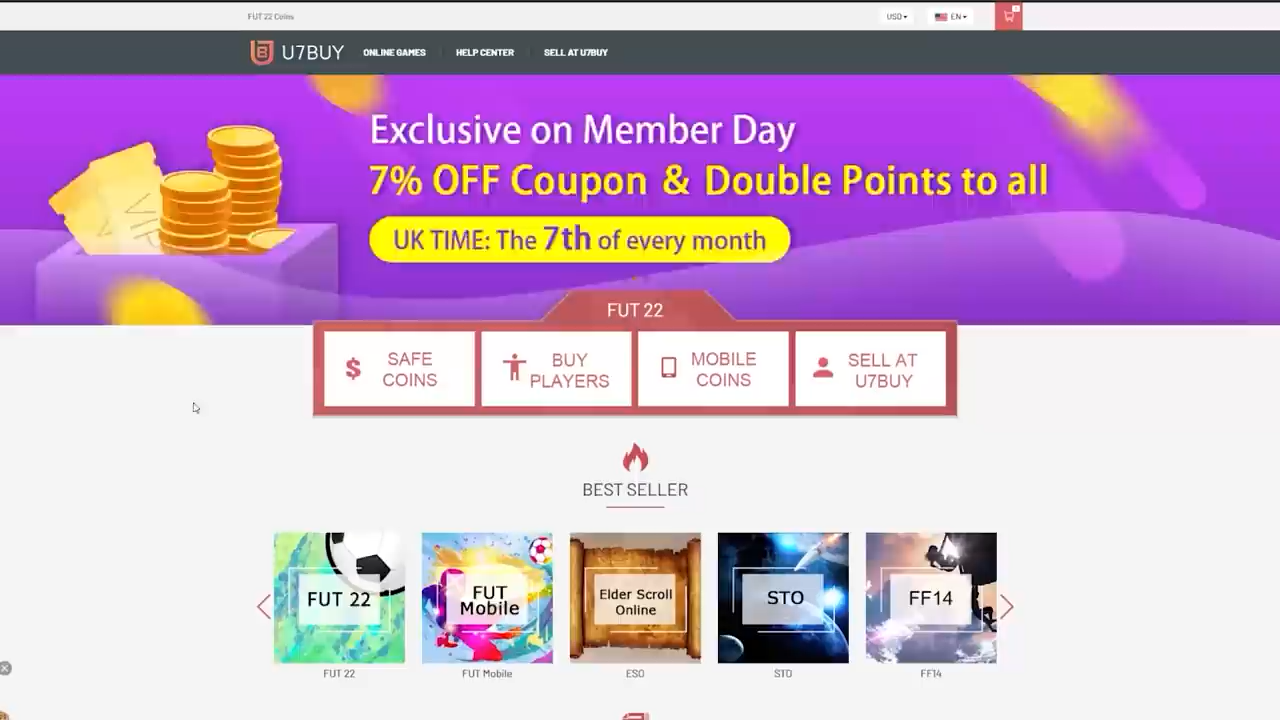 FUT 22 Coins
USD
EN
U7BUY
ONLINE GAMES
HELP CENTER
SELL AT U7BUY
Exclusive on Member Day
7% OFF Coupon & Double Points to all
UK TIME: The 7th of every month
FUT 22
SAFE
COINS
BUY
PLAYERS
MOBILE
COINS
SELL AT
U7BUY
BEST SELLER
FUT 22
FUT
Mobile
Elder Scroll
Online
STO
FF14
FUT 22
FUT Mobile
ESO
STO
FF14